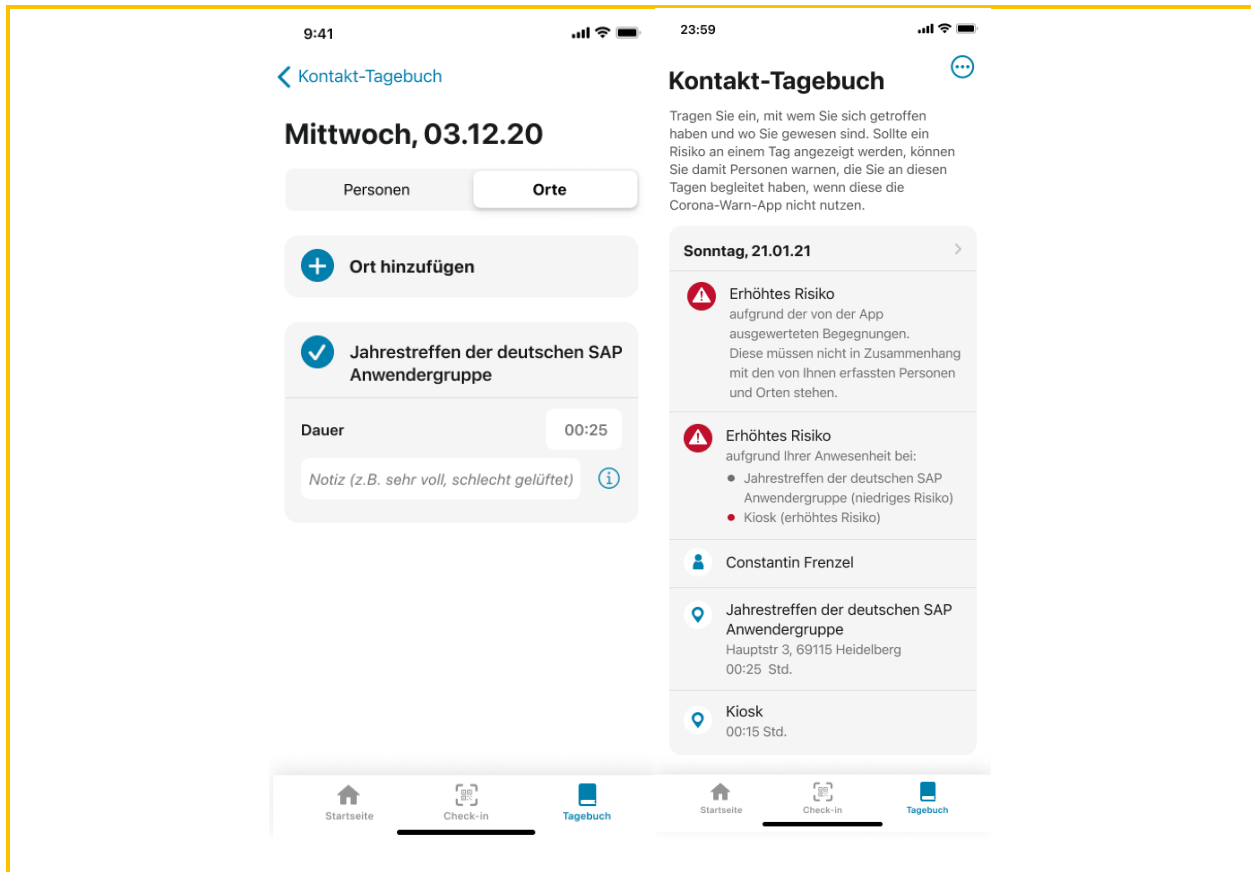 9:41
Kontakt-Tagebuch
Mittwoch, 03.12.20
Personen
Orte
Ort hinzufügen
Jahrestreffen der deutschen SAP
Anwendergruppe
Dauer
00:25
Notiz (z.B. sehr voll, schlecht gelüftet)
Startseite
Check-in
Tagebuch
23:59
Kontakt-Tagebuch
Tragen Sie ein, mit wem Sie sich getroffen
haben und wo Sie gewesen sind. Sollte ein
Risiko an einem Tag angezeigt werden, können
Sie damit Personen warnen, die Sie an diesen
Tagen begleitet haben, wenn diese die
Corona-Warn-App nicht nutzen.
Sonntag, 21.01.21
Erhöhtes Risiko
aufgrund der von der App
ausgewerteten Begegnungen.
Diese müssen nicht in Zusammenhang
mit den von Ihnen erfassten Personen
und Orten stehen.
Erhöhtes Risiko
aufgrund Ihrer Anwesenheit bei:
• Jahrestreffen der deutschen SAP
Anwendergruppe (niedriges Risiko)
• Kiosk (erhöhtes Risiko)
Constantin Frenzel
Jahrestreffen der deutschen SAP
Anwendergruppe
Hauptstr 3, 69115 Heidelberg
00:25 Std.
Kiosk
00:15 Std.
Startseite
Check-in
Tagebuch